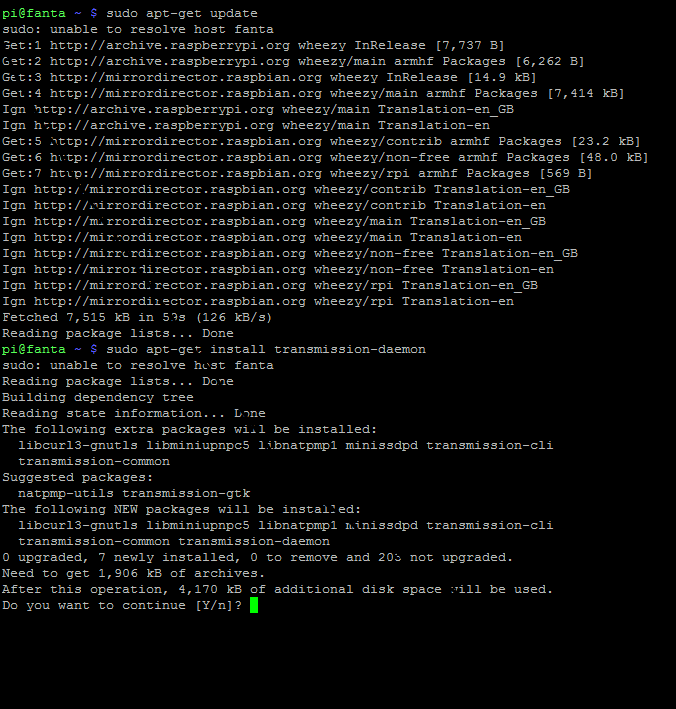 pi@fanta ~ $ sudo apt-get update
sudo: unable to resolve host fanta
Get:1 http://archive.raspberrypi.org wheezy InRelease [7,737 B]
Get:2 http://archive.raspberrypi.org wheezy/main armhf Packages [6,262 B]
Get:3 http://mirrordirector.raspbian.org wheezy InRelease [14.9 kB]
Get:4 http://mirrordirector.raspbian.org wheezy/main armhf Packages [7,414 kB]
Ign http://archive.raspberrypi.org wheezy/main Translation-en_GB
Ign http://archive.raspberrypi.org wheezy/main Translation-en
Get:5 http://mirrordirector.raspbian.org wheezy/contrib armhf Packages [23.2 kB]
Get:6 http://mirrordirector.raspbian.org wheezy/non-free armhf Packages [48.0 kB]
Get:7 http://mirrordirector.raspbian.org wheezy/rpi armhf Packages [569 B]
Ign http://mirrordirector.raspbian.org wheezy/contrib Translation-en_GB
Ign http://mirrordirector.raspbian.org wheezy/contrib Translation-en
Ign http://mirrordirector.raspbian.org wheezy/main Translation-en_GB
Ign http://mirrordirector.raspbian.org wheezy/main Translation-en
Ign http://mirrordirector.raspbian.org wheezy/non-free Translation-en_GB
Ign http://mirrordirector.raspbian.org wheezy/non-free Translation-en
Ign http://mirrordirector.raspbian.org wheezy/rpi Translation-en_GB
Ign http://mirrordirector.raspbian.org wheezy/rpi Translation-en
Fetched 7,515 kB in 59s (126 kB/s)
Reading package lists... Done
pi@fanta ~ $ sudo apt-get install transmission-daemon
sudo: unable to resolve host fanta
Reading package lists... Done
Building dependency tree
Reading state information... Done
The following extra packages will be installed:
libcurl3-gnutls libminiupnpc5 libnatpmp1 minissdpd transmission-cli
transmission-common
Suggested packages:
natpmp-utils transmission-gtk
The following NEW packages will be installed:
libcurl3-gnutls libminiupnpc5 libnatpmp1 minissdpd transmission-cli
transmission-common transmission-daemon
0 upgraded, 7 newly installed, 0 to remove and not upgraded.
Need to get 1,906 kB of archives.
After this operation, 4,170 kB of additional disk space will be used.
Do you want to continue [Y/n]?